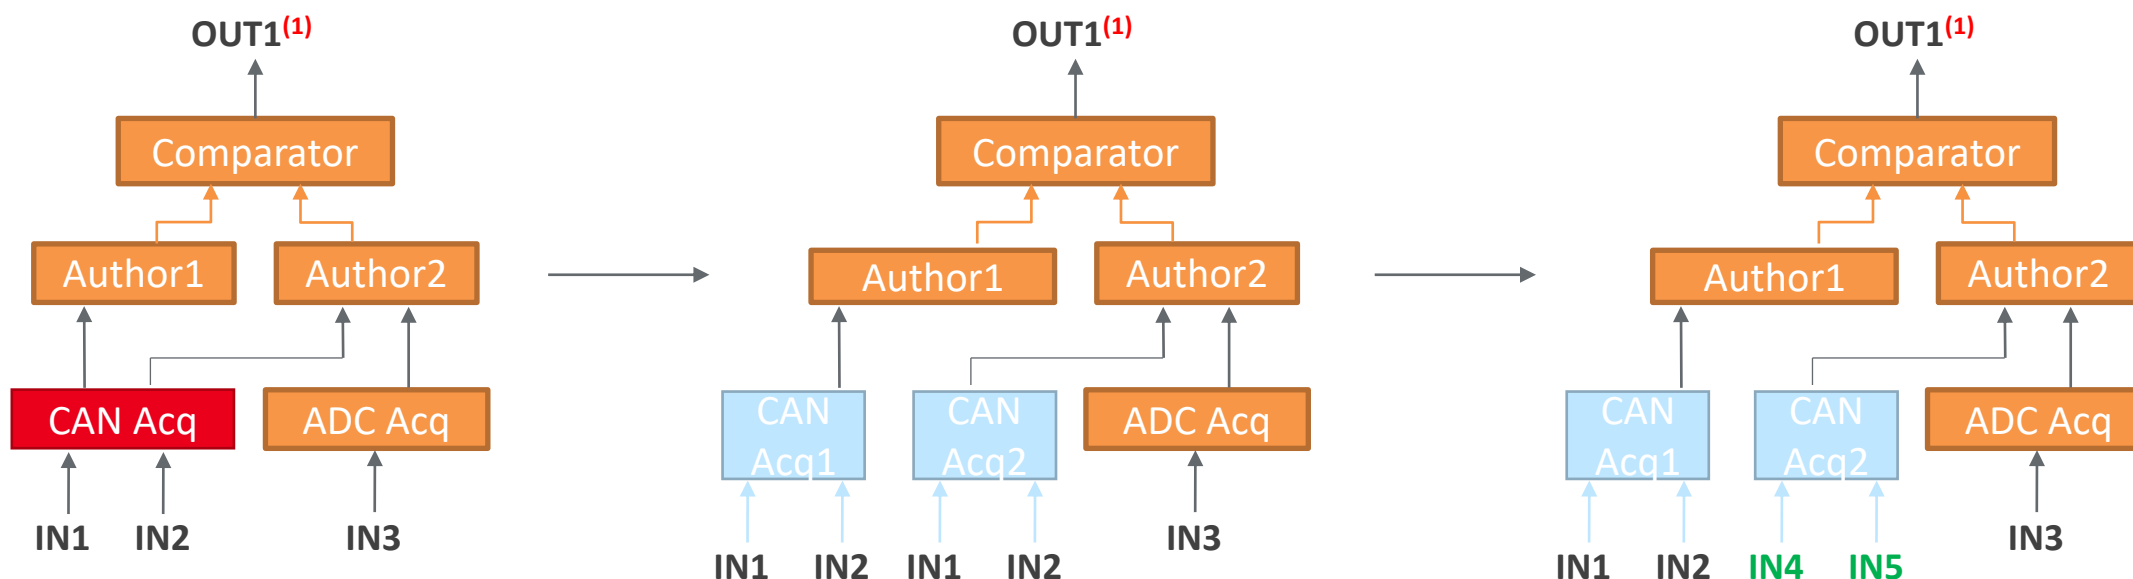 OUT1(1) OUT1(1) OUT1(1)
Comparator Comparator Comparator
Author1 Author2 Author1 Author2 Author1 Author2
CAN Acq ADC Acq CAN CAN ADC Acq CAN CAN ADC Acq
Acq1 Acq2 Acq1 Acq2
IN1 IN2 IN3 IN3 IN3
IN1 IN2 IN1 IN2 IN1 IN2 IN4 IN5